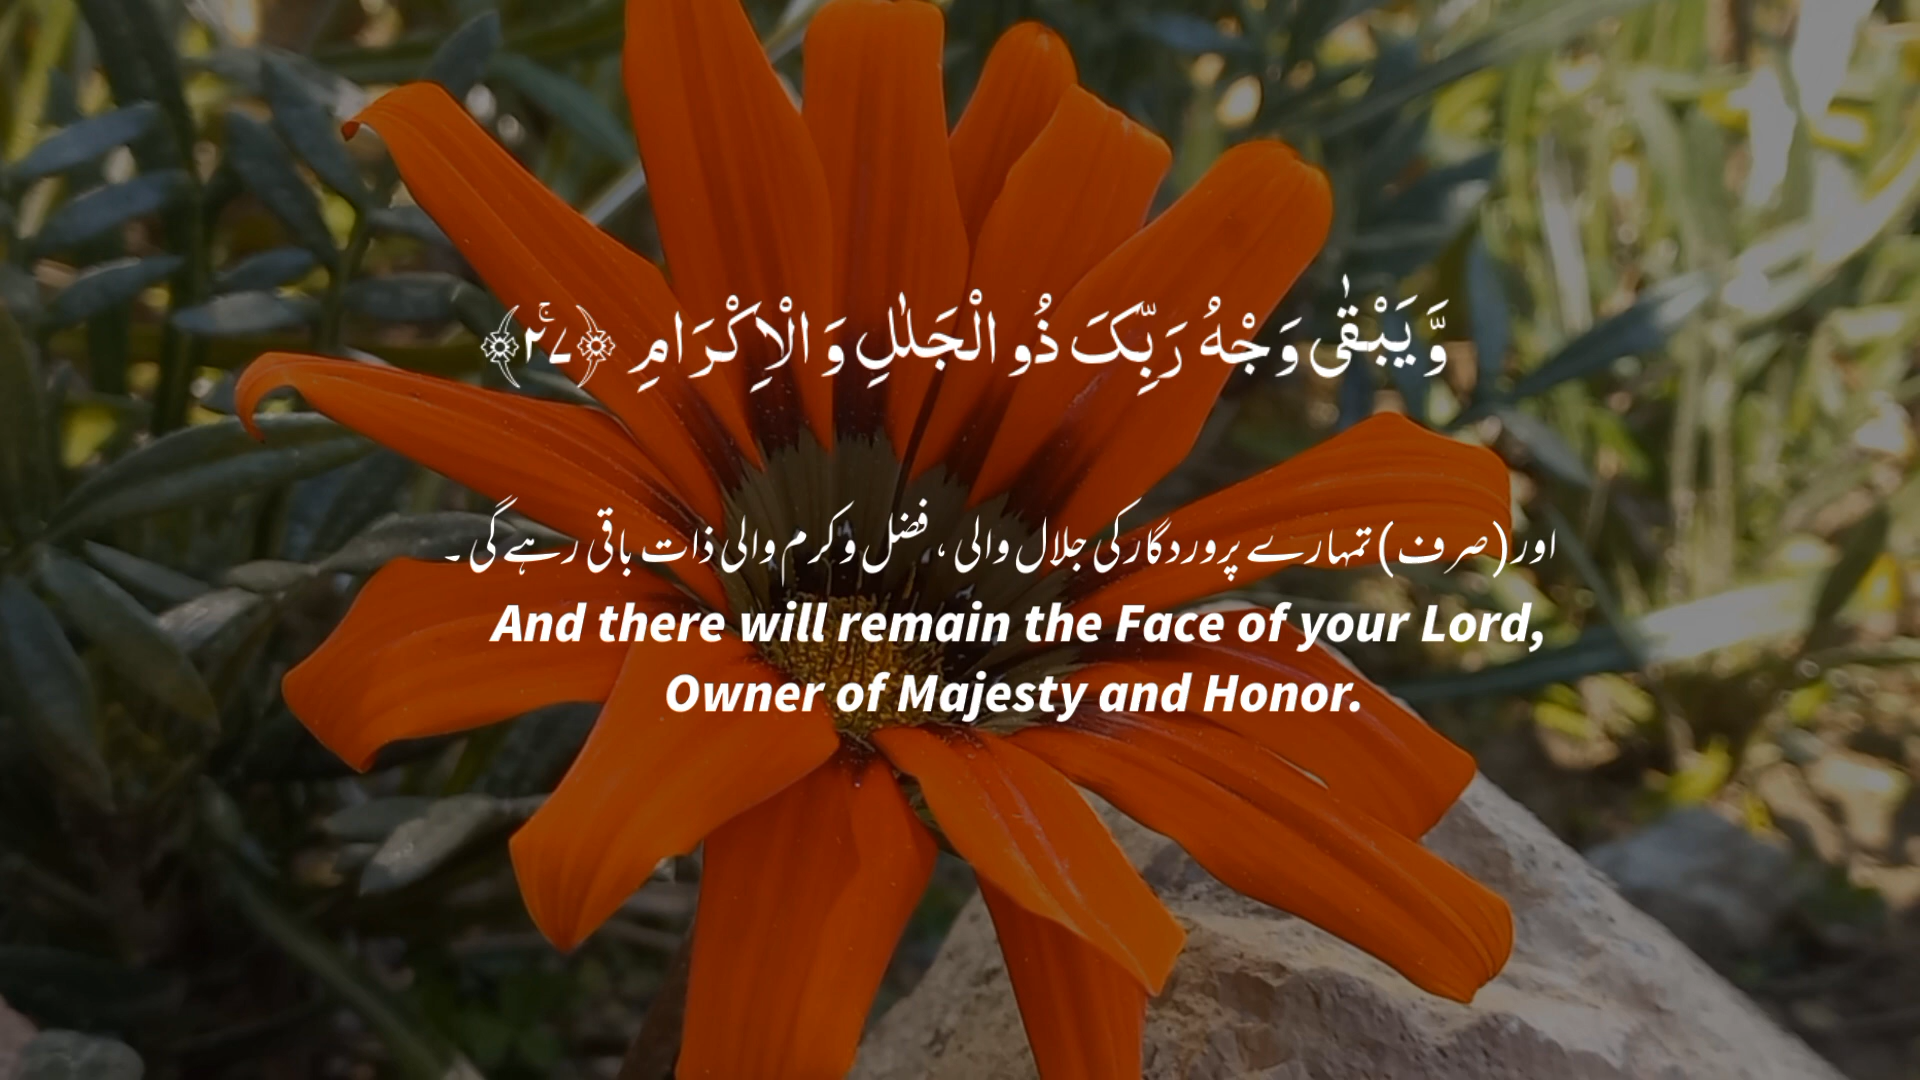 وَّ یَبْقٰی وَجْهُ رَبِّکَ ذُو الْجَلٰلِ وَ الْاِکْرَامِ ﴿ۚ۲۷﴾
اور (صرف) تمہارے پروردگار کی جلال والی ، فضل و کرم والی ذات باقی رہے گی ۔
And there will remain the Face of your Lord,
Owner of Majesty and Honor.